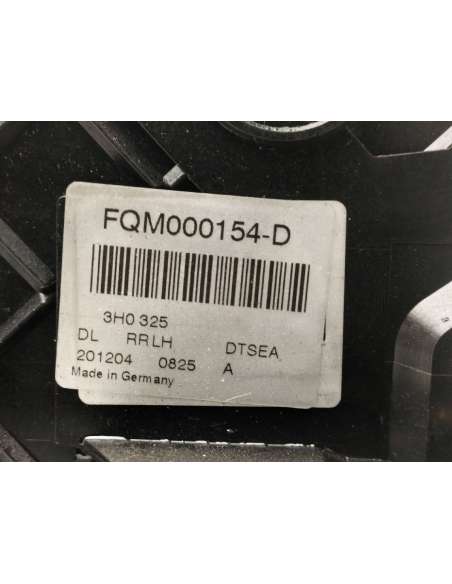 FQM000154-D
3H0 325
DL RR LH DTSEA
201204 0825 A
Made in Germany